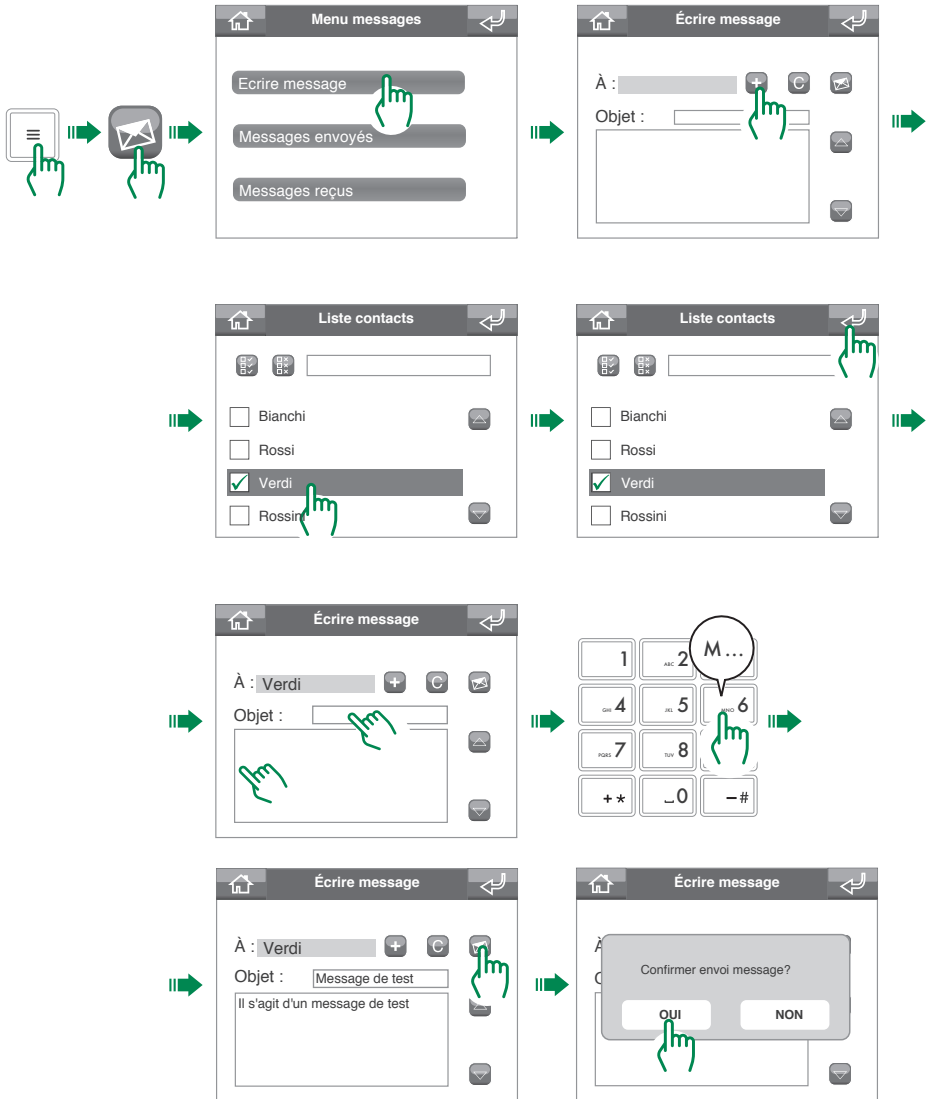 Menu messages
Ecrire message
Messages envoyés
Messages reçus
Écrire message
À :
+
C
Objet :
Liste contacts
Bianchi
Rossi
Verdi
Rossini
Liste contacts
Bianchi
Rossi
Verdi
Rossini
Écrire message
À : Verdi
+
C
Objet :
M ...
1
ABC 2
GHI 4
JKL 5
MNO 6
PQRS 7
TUV 8
+ *
0
- #
Écrire message
À : Verdi
+
C
Objet : Message de test
Il s'agit d'un message de test
Écrire message
À
Confirmer envoi message?
OUI
NON